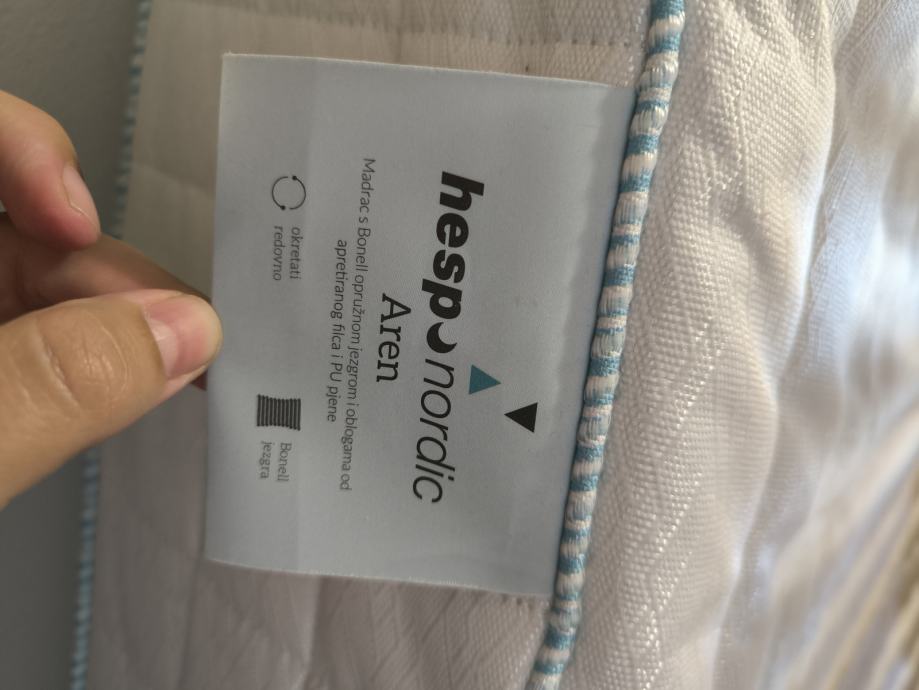 hespo nordic
Aren
Madrac s Bonell opružnom jezgrom i oblogama od
apretiranog filca i PU pjene
okretati
redovno
Bonell
jezgra